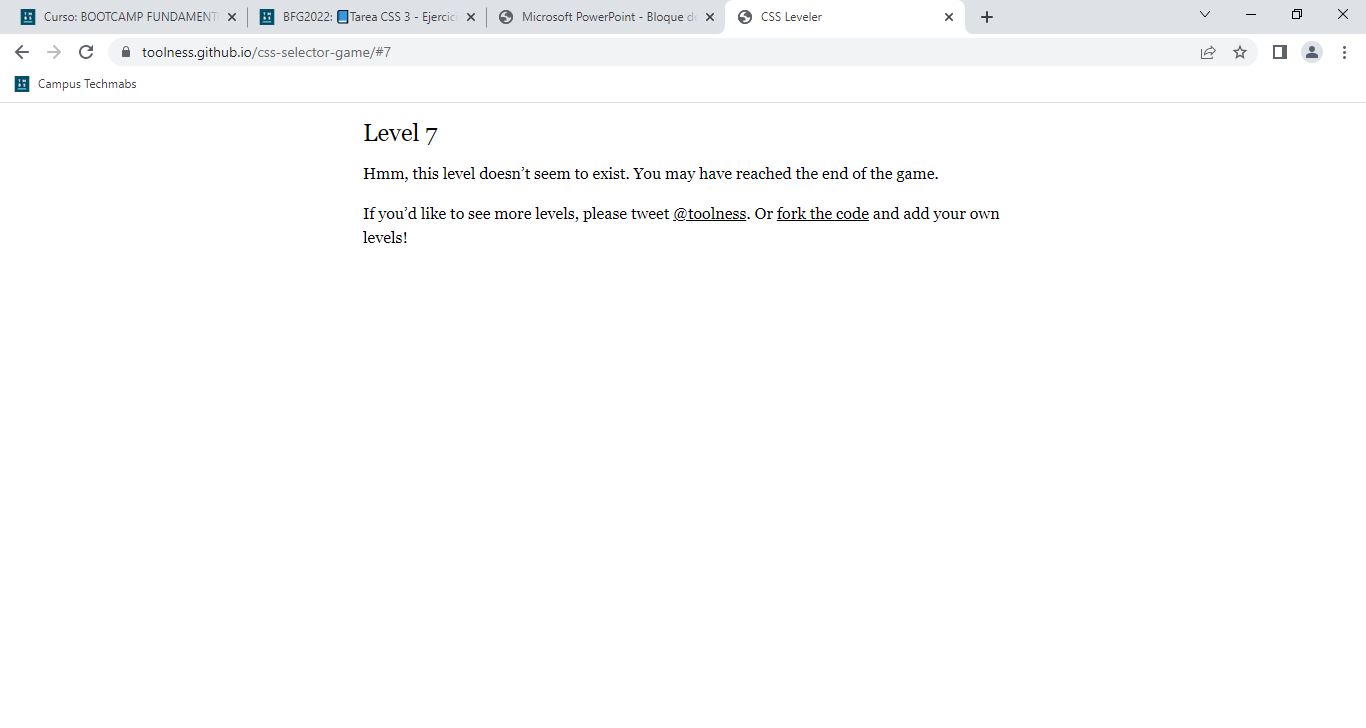 Curso: BOOTCAMP FUNDAMENT
BFG2022: 📘Tarea CSS 3 - Ejercic
Microsoft PowerPoint - Bloque de
CSS Leveler
toolness.github.io/css-selector-game/#7
Campus Techmabs
Level 7
Hmm, this level doesn’t seem to exist. You may have reached the end of the game.
If you’d like to see more levels, please tweet @toolness. Or fork the code and add your own
levels!